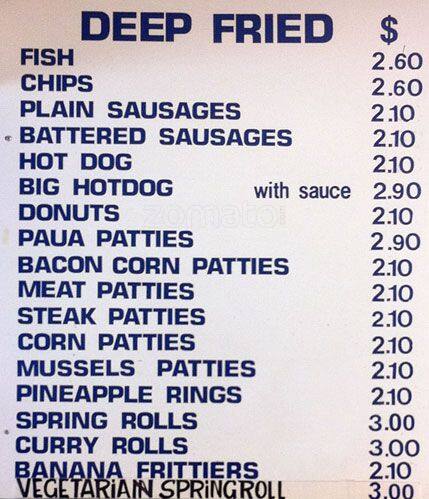 DEEP FRIED $
FISH 2.60
CHIPS 2.60
PLAIN SAUSAGES 2.10
BATTERED SAUSAGES 2.10
HOT DOG 2.10
BIG HOTDOG with sauce 2.90
DONUTS 2.10
zomato
PAUA PATTIES 2.90
BACON CORN PATTIES 2.10
MEAT PATTIES 2.10
STEAK PATTIES 2.10
CORN PATTIES 2.10
MUSSELS PATTIES 2.10
PINEAPPLE RINGS 2.10
SPRING ROLLS 3.00
CURRY ROLLS 3.00
BANANA FRITTIERS 2.10
VEGETARIAN SPRING ROLL 3.00